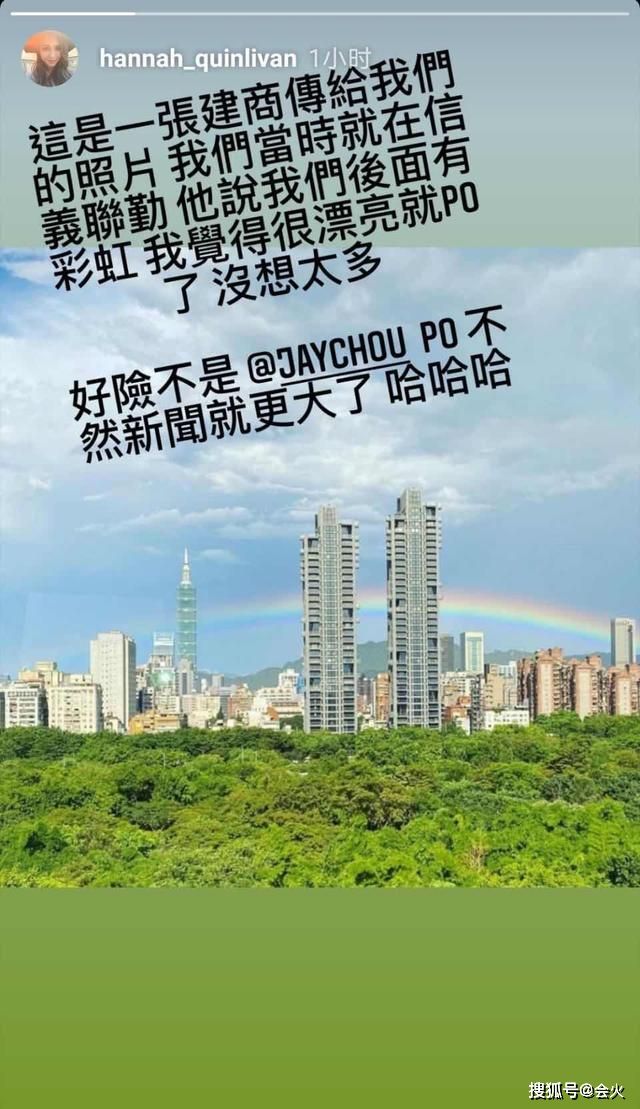 hannah_quinlivan 1小时
這是一張建商傳給我們
的照片 我們當時就在信
義聯勤 他說我們後面有
彩虹 我覺得很漂亮就PO
了 沒想太多
好險不是 @JAYCHOU PO 不
然新聞就更大了 哈哈哈
搜狐号@会火